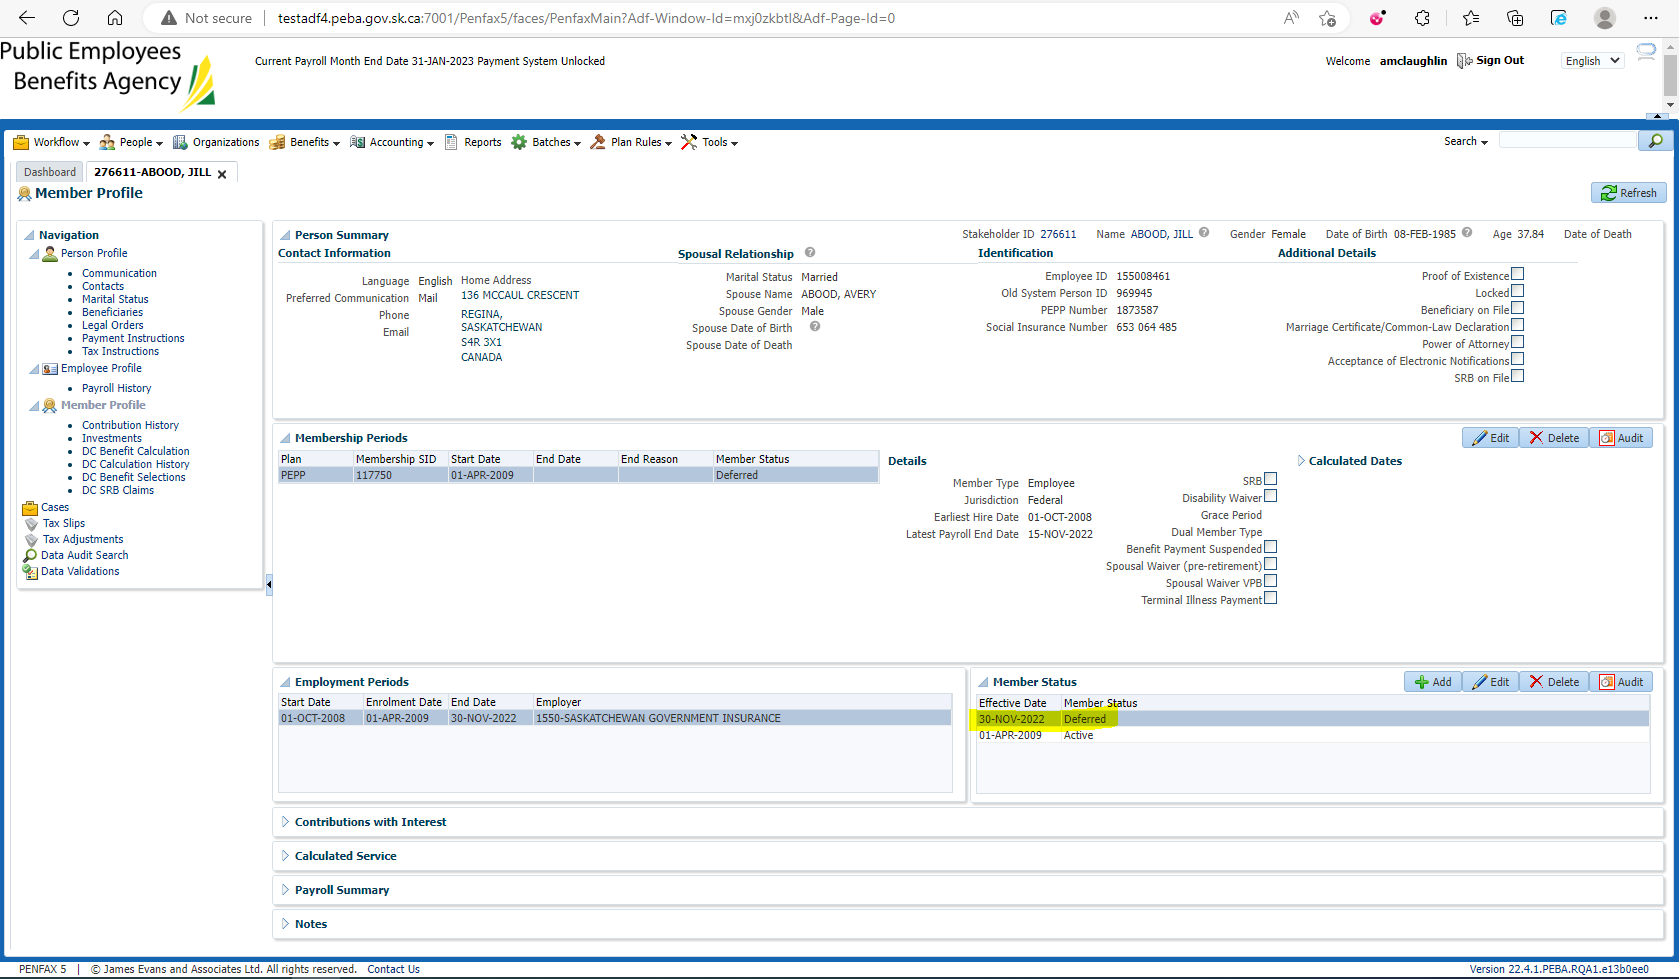 Not secure | testadf4.peba.gov.sk.ca:7001/Penfax5/faces/PenfaxMain?Adf-Window-Id=mxj0zkbtl&Adf-Page-Id=0
Public Employees
Benefits Agency
Current Payroll Month End Date 31-JAN-2023 Payment System Unlocked
Welcome amclaughlin Sign Out English
Workflow People Organizations Benefits Accounting Reports Batches Plan Rules Tools Search
Dashboard 276611-ABOOD, JILL
Member Profile
Refresh
Navigation
Person Profile
Communication
Contacts
Marital Status
Beneficiaries
Legal Orders
Payment Instructions
Tax Instructions
Employee Profile
Payroll History
Member Profile
Contribution History
Investments
DC Benefit Calculation
DC Calculation History
DC Benefit Selections
DC SRB Claims
Cases
Tax Slips
Tax Adjustments
Data Audit Search
Data Validations
Person Summary
Stakeholder ID 276611 Name ABOOD, JILL Gender Female Date of Birth 08-FEB-1985 Age 37.84 Date of Death
Contact Information
Language English
Preferred Communication Mail
Phone
Email
Home Address
136 MCCAUL CRESCENT
REGINA,
SASKATCHEWAN
S4R 3X1
CANADA
Spousal Relationship
Marital Status Married
Spouse Name ABOOD, AVERY
Spouse Gender Male
Spouse Date of Birth
Spouse Date of Death
Identification
Employee ID 155008461
Old System Person ID 969945
PEPP Number 1873587
Social Insurance Number 653 064 485
Additional Details
Proof of Existence
Locked
Beneficiary on File
Marriage Certificate/Common-Law Declaration
Power of Attorney
Acceptance of Electronic Notifications
SRB on File
Membership Periods
Edit Delete Audit
Plan Membership SID Start Date End Date End Reason Member Status
PEPP 117750 01-APR-2009 Deferred
Details
Member Type Employee
Jurisdiction Federal
Earliest Hire Date 01-OCT-2008
Latest Payroll End Date 15-NOV-2022
SRB
Disability Waiver
Grace Period
Dual Member Type
Benefit Payment Suspended
Spousal Waiver (pre-retirement)
Spousal Waiver VPB
Terminal Illness Payment
Calculated Dates
Employment Periods
Start Date Enrolment Date End Date Employer
01-OCT-2008 01-APR-2009 30-NOV-2022 1550-SASKATCHEWAN GOVERNMENT INSURANCE
Member Status
Add Edit Delete Audit
Effective Date Member Status
30-NOV-2022 Deferred
01-APR-2009 Active
Contributions with Interest
Calculated Service
Payroll Summary
Notes
PENFAX 5 | © James Evans and Associates Ltd. All rights reserved. Contact Us
Version 22.4.1.PEBA.RQA1.e13b0ee0